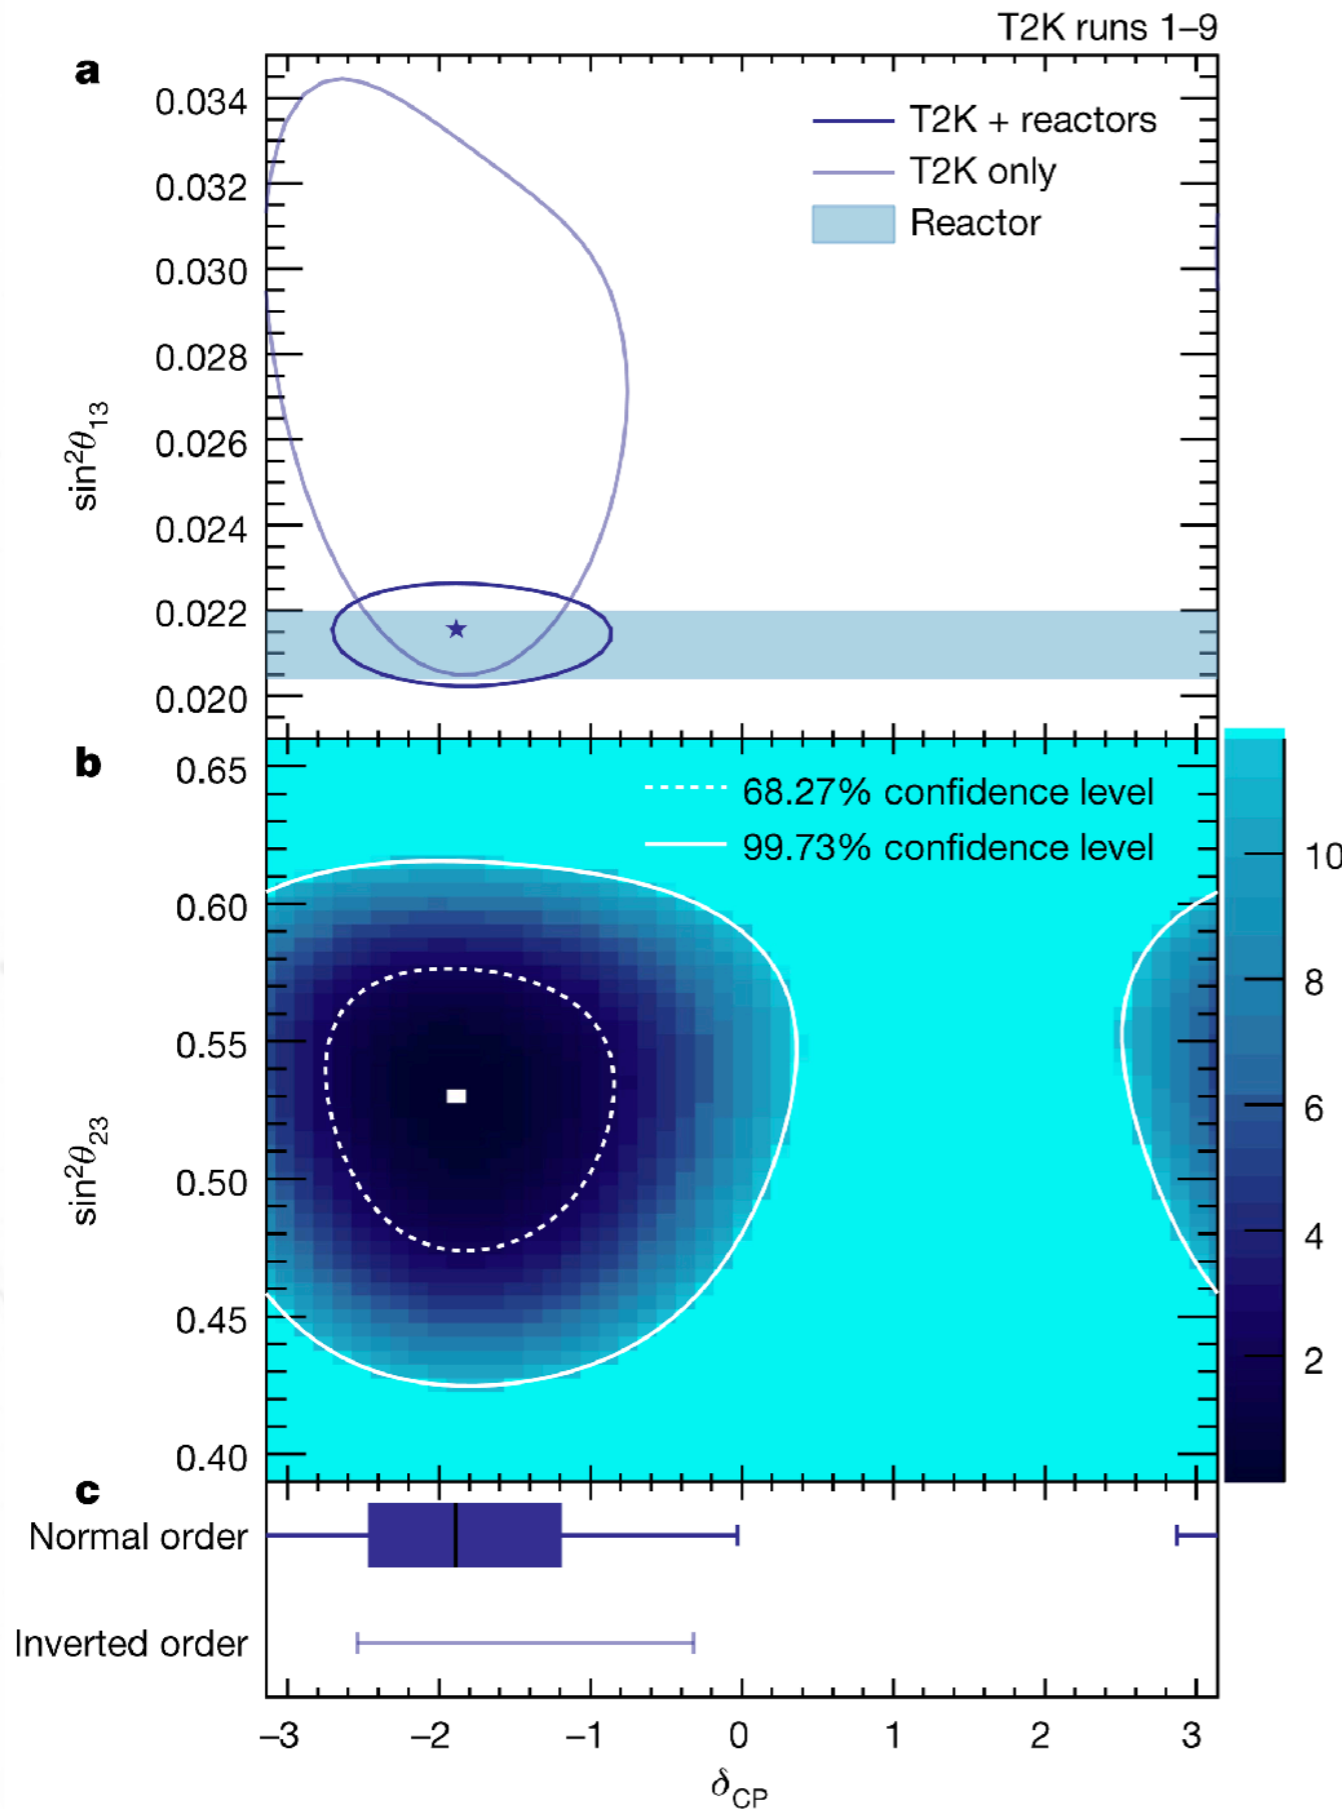 T2K runs 1–9
a
0.034
0.032
0.030
0.028
0.026
0.024
0.022
0.020
sin²θ₁₃
T2K + reactors
T2K only
Reactor
b
0.65
0.60
0.55
0.50
0.45
0.40
sin²θ₂₃
68.27% confidence level
99.73% confidence level
10
8
6
4
2
c
Normal order
Inverted order
–3 –2 –1 0 1 2 3
δCP